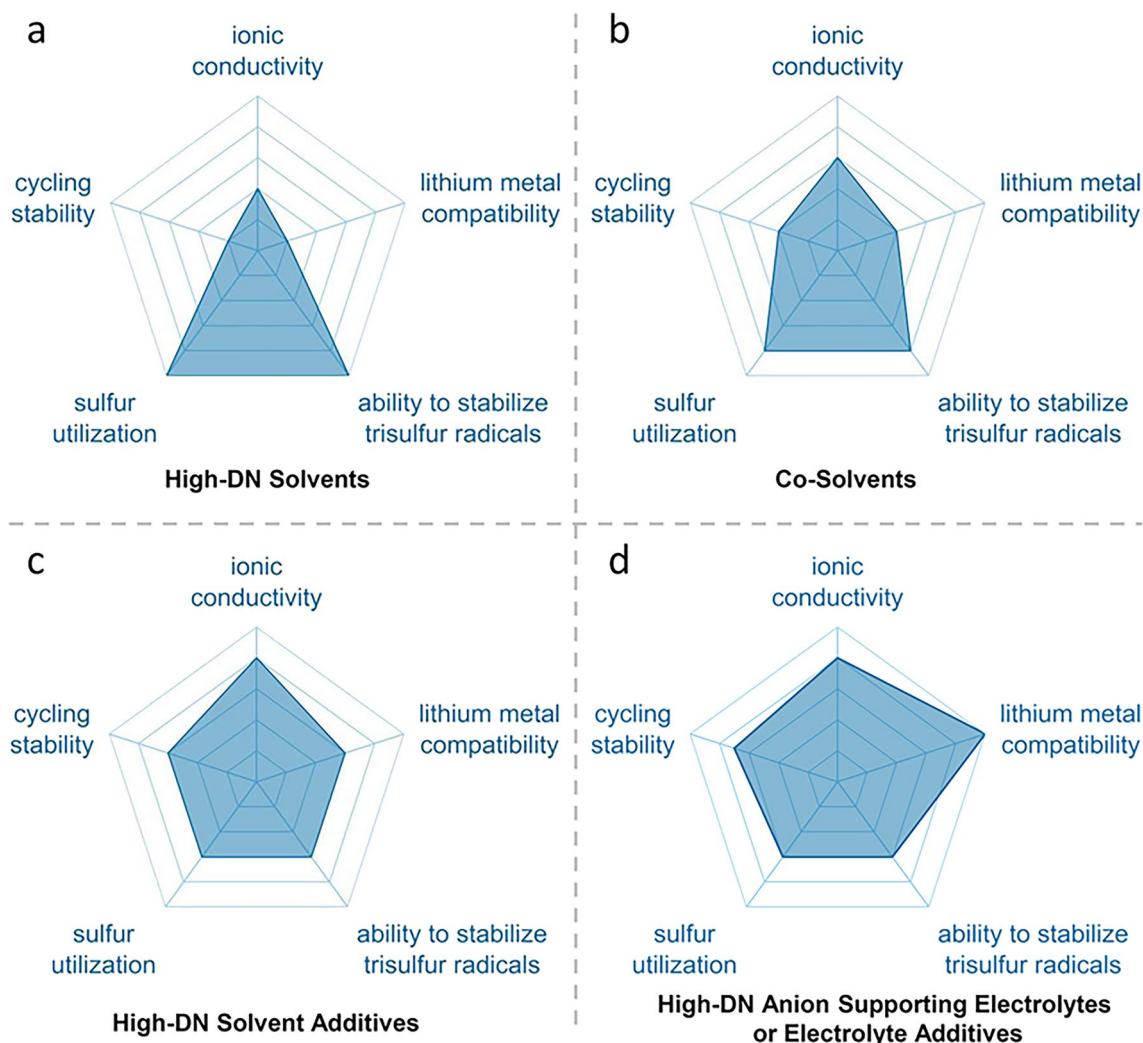 a
ionic
conductivity
cycling
stability
lithium metal
compatibility
sulfur
utilization
ability to stabilize
trisulfur radicals
High-DN Solvents
b
ionic
conductivity
cycling
stability
lithium metal
compatibility
sulfur
utilization
ability to stabilize
trisulfur radicals
Co-Solvents
c
ionic
conductivity
cycling
stability
lithium metal
compatibility
sulfur
utilization
ability to stabilize
trisulfur radicals
High-DN Solvent Additives
d
ionic
conductivity
cycling
stability
lithium metal
compatibility
sulfur
utilization
ability to stabilize
trisulfur radicals
High-DN Anion Supporting Electrolytes
or Electrolyte Additives